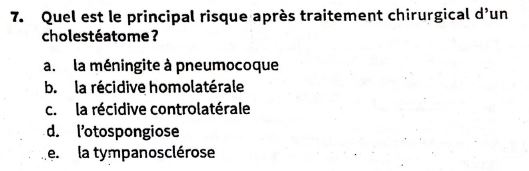 7. Quel est le principal risque après traitement chirurgical d'un
cholestéatome?
a. la méningite à pneumocoque
b. la récidive homolatérale
c. la récidive controlatérale
d. l'otospongiose
e. la tympanosclérose